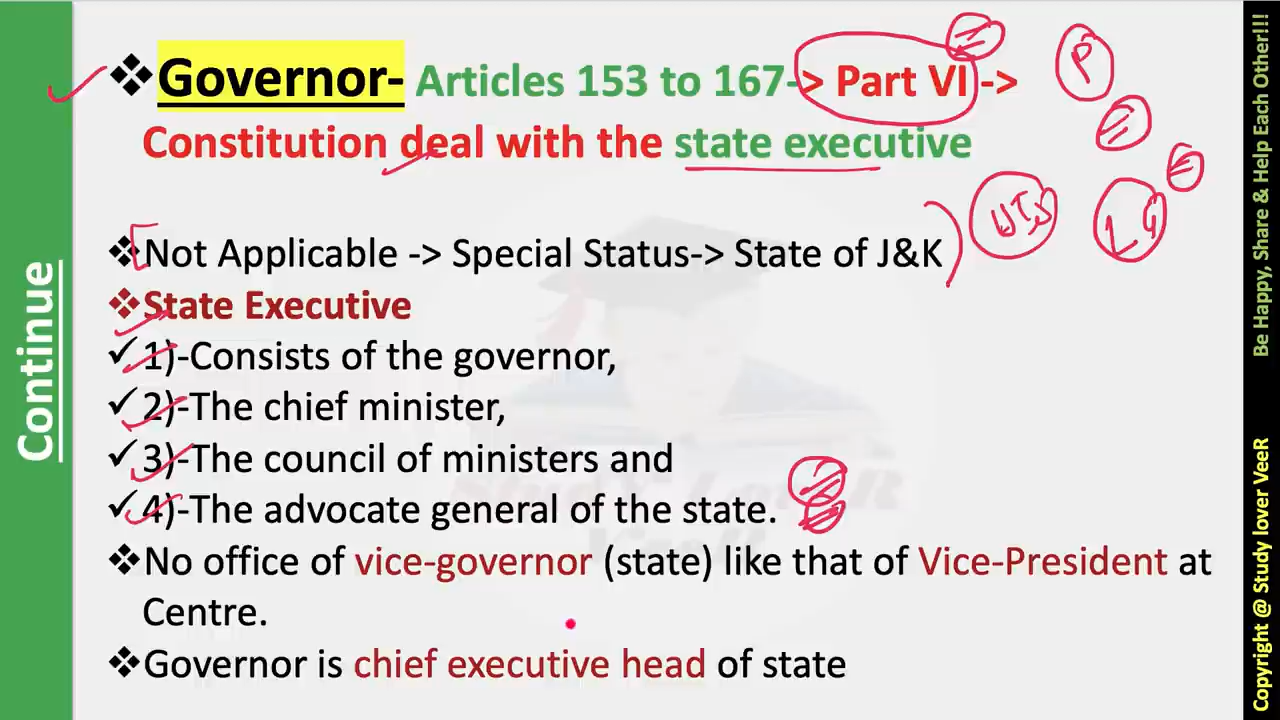 Continue
❖Governor- Articles 153 to 167-> Part VI ->
Constitution deal with the state executive
❖Not Applicable -> Special Status-> State of J&K
❖State Executive
✓1)-Consists of the governor,
✓2)-The chief minister,
✓3)-The council of ministers and
✓4)-The advocate general of the state.
❖No office of vice-governor (state) like that of Vice-President at
Centre.
❖Governor is chief executive head of state
P
UTs
LG
Study LoveR
VeeR
Be Happy, Share & Help Each Other!!!
Copyright @ Study lover VeeR